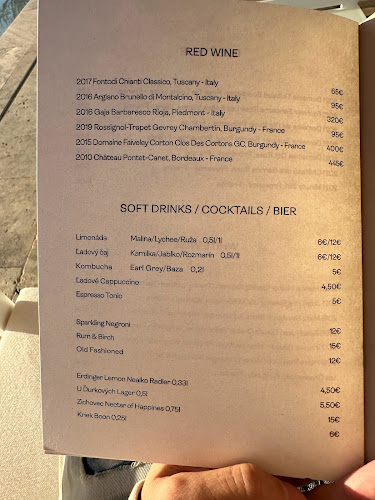 RED WINE
2017 Fontodi Chianti Classico, Tuscany - Italy 65€
2016 Argiano Brunello di Montalcino, Tuscany - Italy 95€
2016 Gaja Barbaresco Rioja, Piedmont - Italy 320€
2019 Rossignol-Trapet Gevrey Chambertin, Burgundy - France 95€
2015 Domaine Faiveley Corton Clos Des Cortons GC, Burgundy - France 400€
2010 Château Pontet-Canet, Bordeaux - France 445€
SOFT DRINKS / COCKTAILS / BIER
Limonáda Malina/Lychee/Ruža 0,5l/1l 6€/12€
Ľadový čaj Kamilka/Jablko/Rozmarín 0,5l/1l 6€/12€
Kombucha Earl Grey/Baza 0,2l 5€
Ľadové Cappuccino 4,50€
Espresso Tonic 5€
Sparkling Negroni 12€
Rum & Birch 15€
Old Fashioned 12€
Erdinger Lemon Nealko Radler 0,33l 4,50€
U Ďurkových Lager 0,5l 5,50€
Zichovec Nectar of Happines 0,75l 15€
Kriek Boon 0,25l 6€